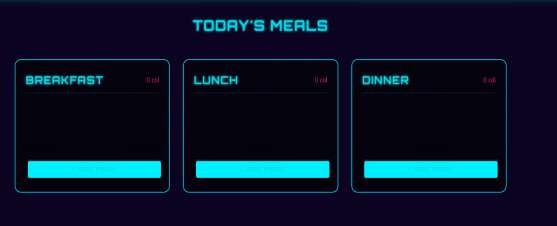 TODAY'S MEALS
BREAKFAST 0 cal
LUNCH 0 cal
DINNER 0 cal